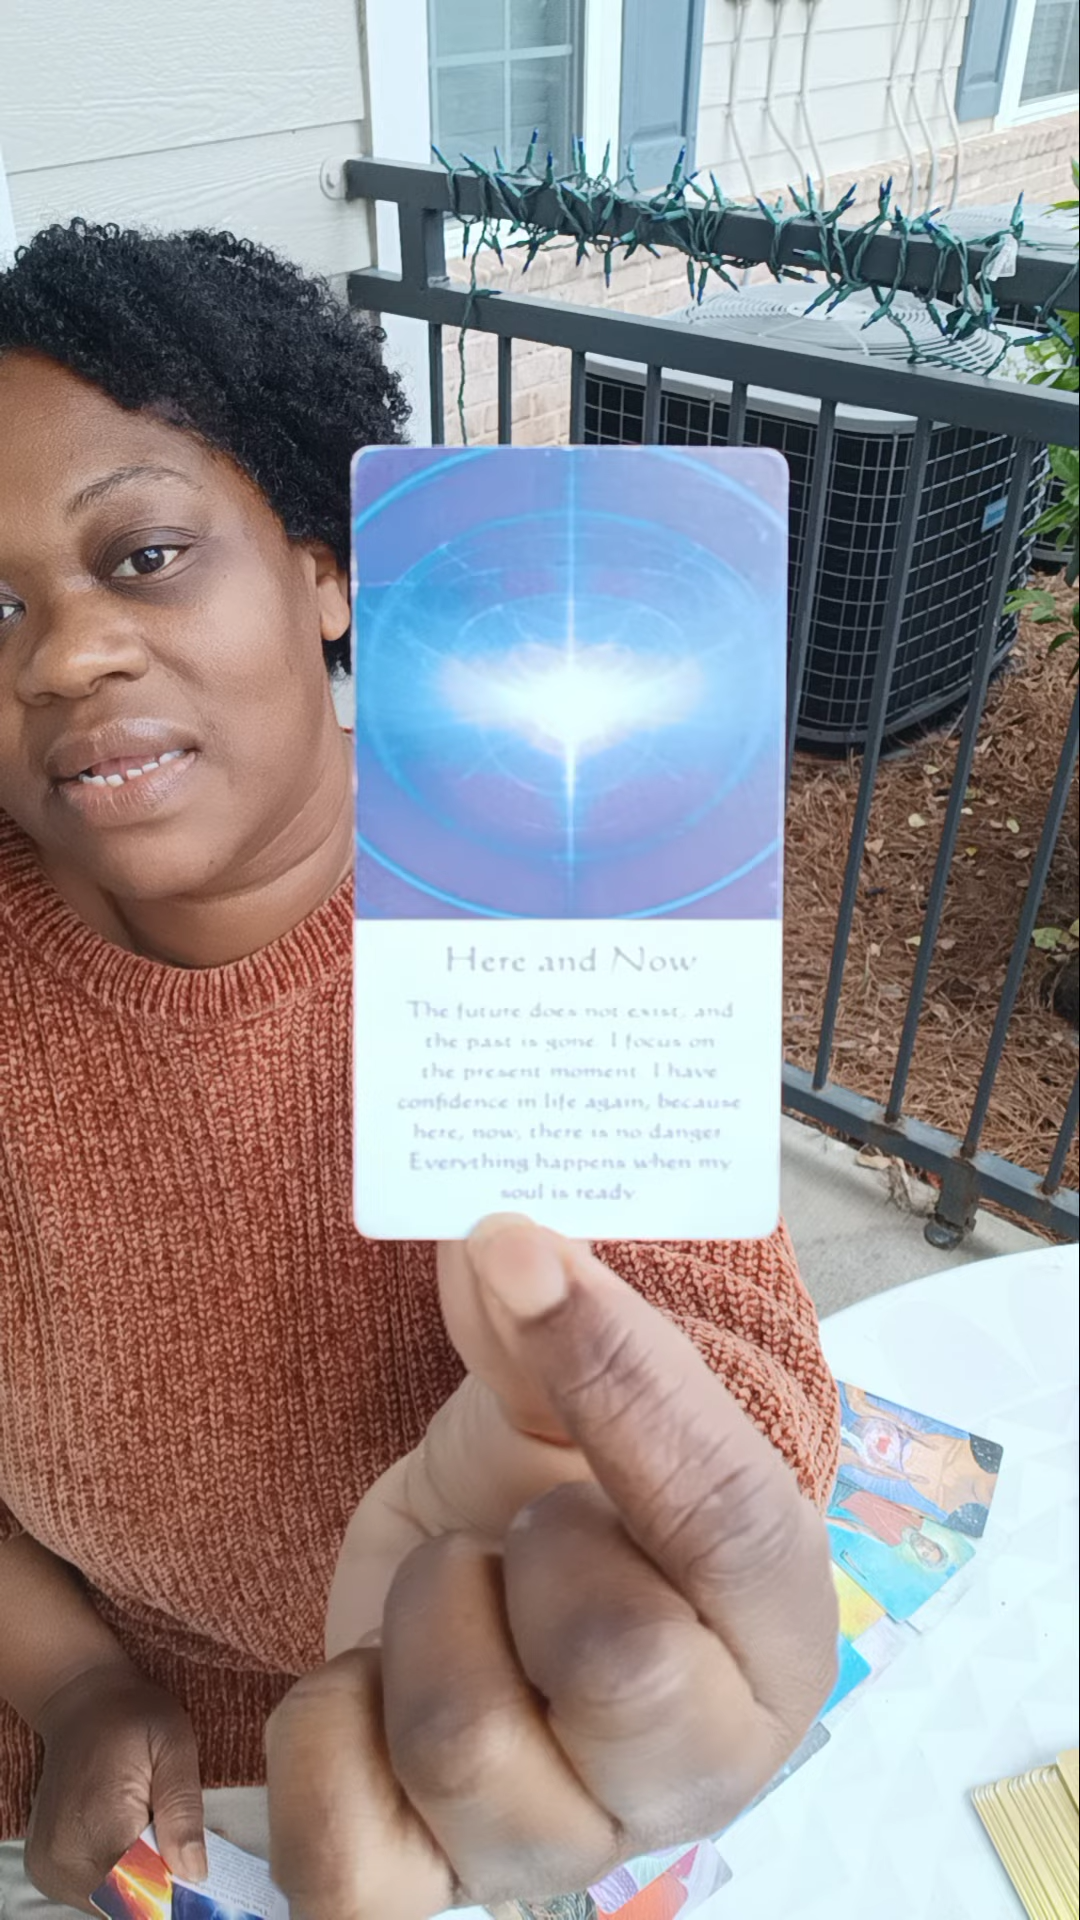 Here and Now
The future does not exist, and
the past is gone. I focus on
the present moment. I have
confidence in life again, because
here, now, there is no danger.
Everything happens when my
soul is ready.